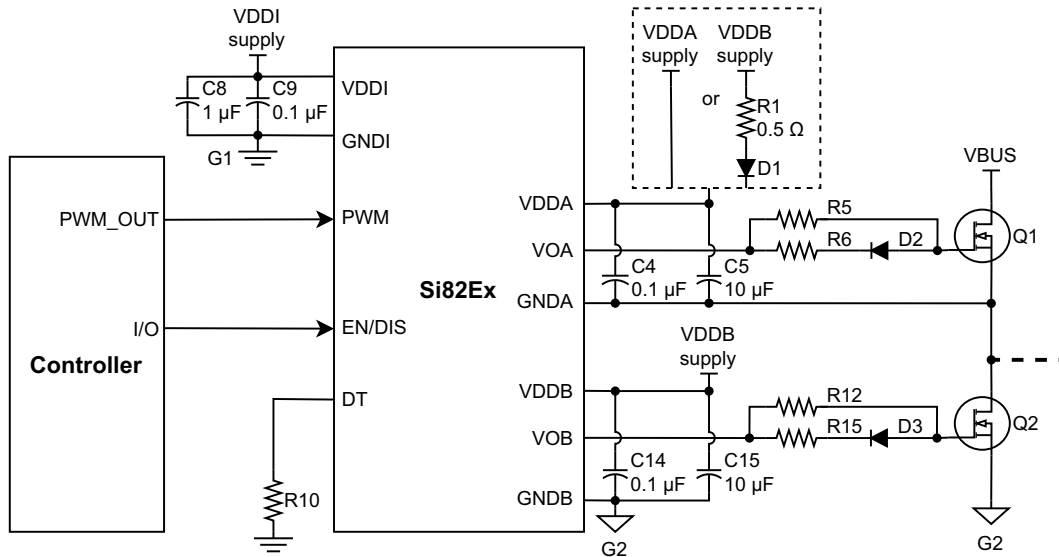 VDDI
supply
VDDA
supply
VDDB
supply
or
R1
0.5 Ω
D1
C8
1 µF
C9
0.1 µF
G1
VDDI
GNDI
PWM
EN/DIS
DT
Si82Ex
VDDA
VOA
GNDA
VDDB
VOB
GNDB
PWM_OUT
I/O
Controller
R10
C4
0.1 µF
C5
10 µF
R5
R6
D2
VBUS
Q1
VDDB
supply
C14
0.1 µF
C15
10 µF
R12
R15
D3
Q2
G2
G2